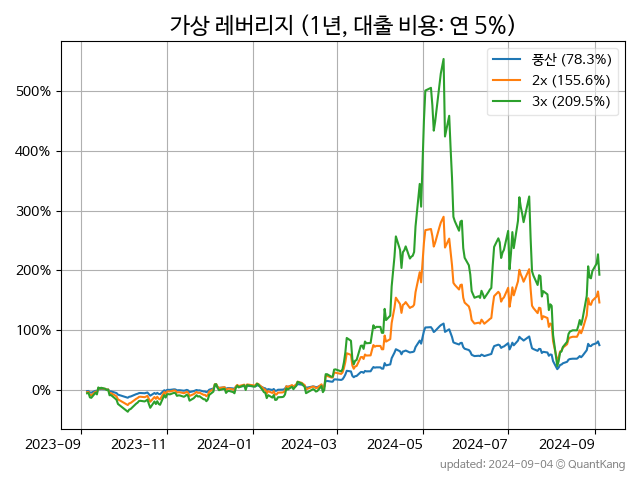 가상 레버리지 (1년, 대출 비용: 연 5%)
풍산 (78.3%)
2x (155.6%)
3x (209.5%)
500%
400%
300%
200%
100%
0%
2023-09
2023-11
2024-01
2024-03
2024-05
2024-07
2024-09
updated: 2024-09-04 © QuantKang